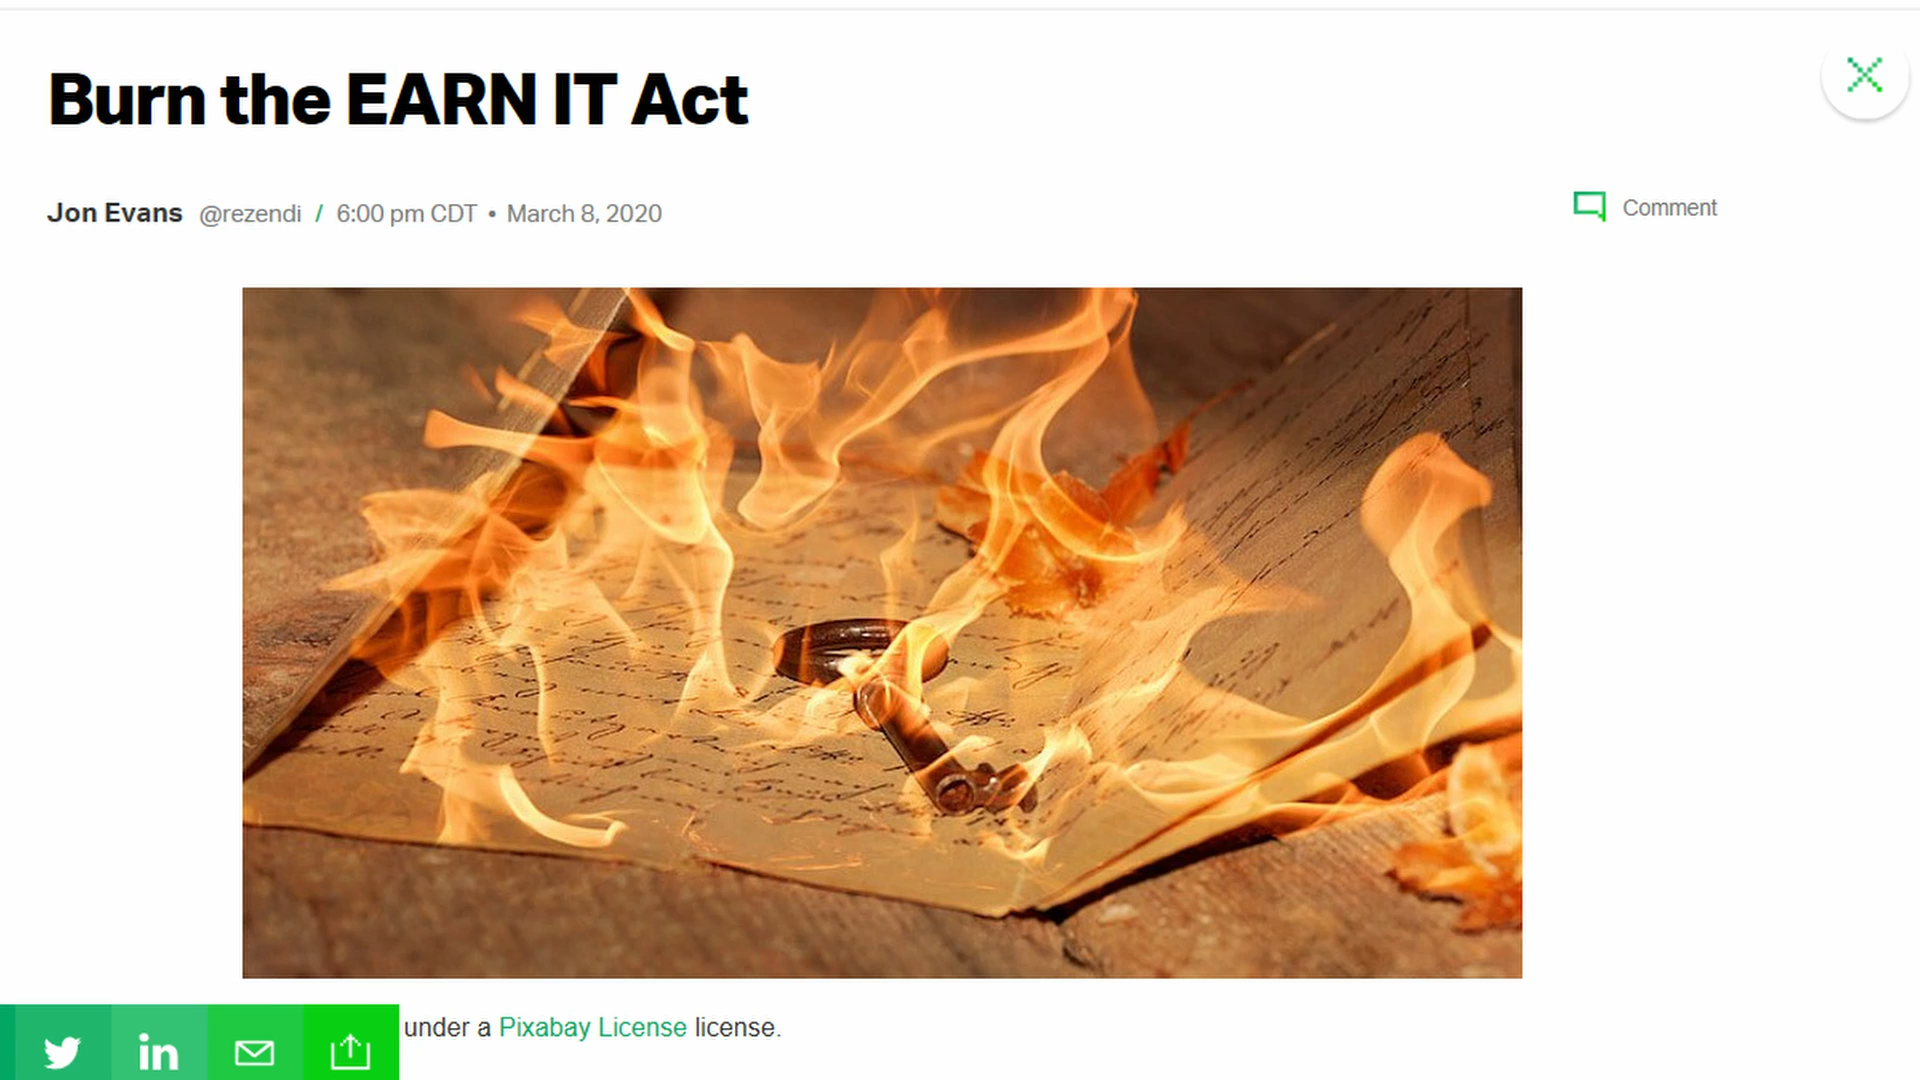 Burn the EARN IT Act
Jon Evans @rezendi / 6:00 pm CDT • March 8, 2020
Comment
under a Pixabay License license.
in